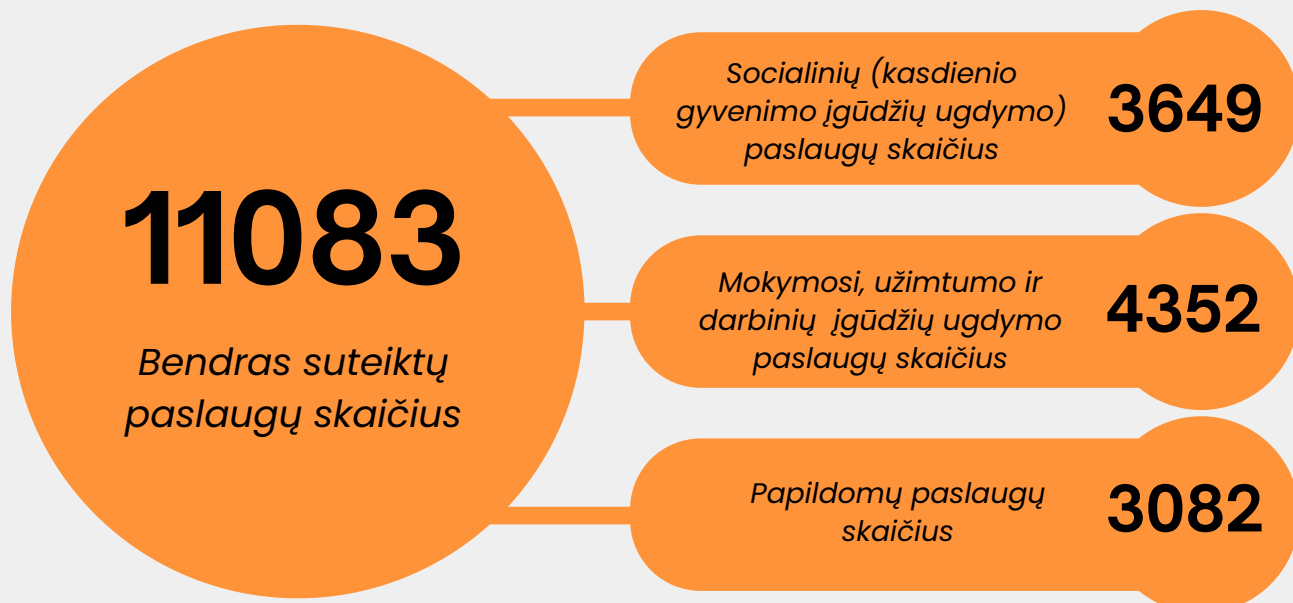 11083
Bendras suteiktų
paslaugų skaičius
Socialinių (kasdienio
gyvenimo įgūdžių ugdymo)
paslaugų skaičius
3649
Mokymosi, užimtumo ir
darbinių įgūdžių ugdymo
paslaugų skaičius
4352
Papildomų paslaugų
skaičius
3082